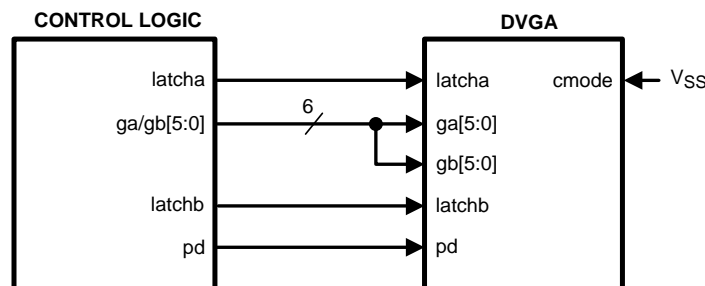 CONTROL LOGIC
DVGA
latcha
latcha
cmode
VSS
ga/gb[5:0]
6
ga[5:0]
gb[5:0]
latchb
latchb
pd
pd